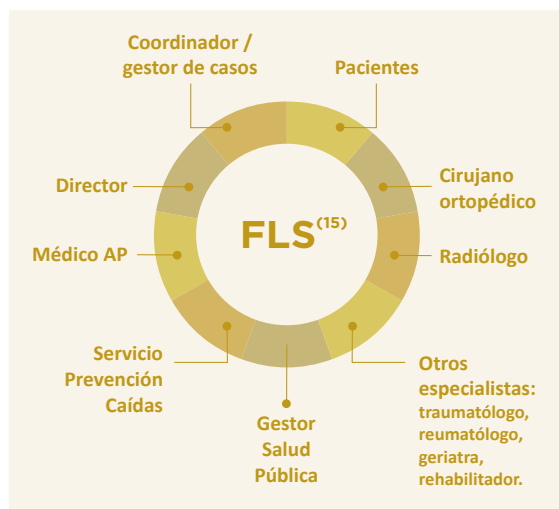 Coordinador /
gestor de casos
Pacientes
Director
Cirujano
ortopédico
FLS(15)
Médico AP
Radiólogo
Servicio
Prevención
Caídas
Gestor
Salud
Pública
Otros
especialistas:
traumatólogo,
reumatólogo,
geriatra,
rehabilitador.